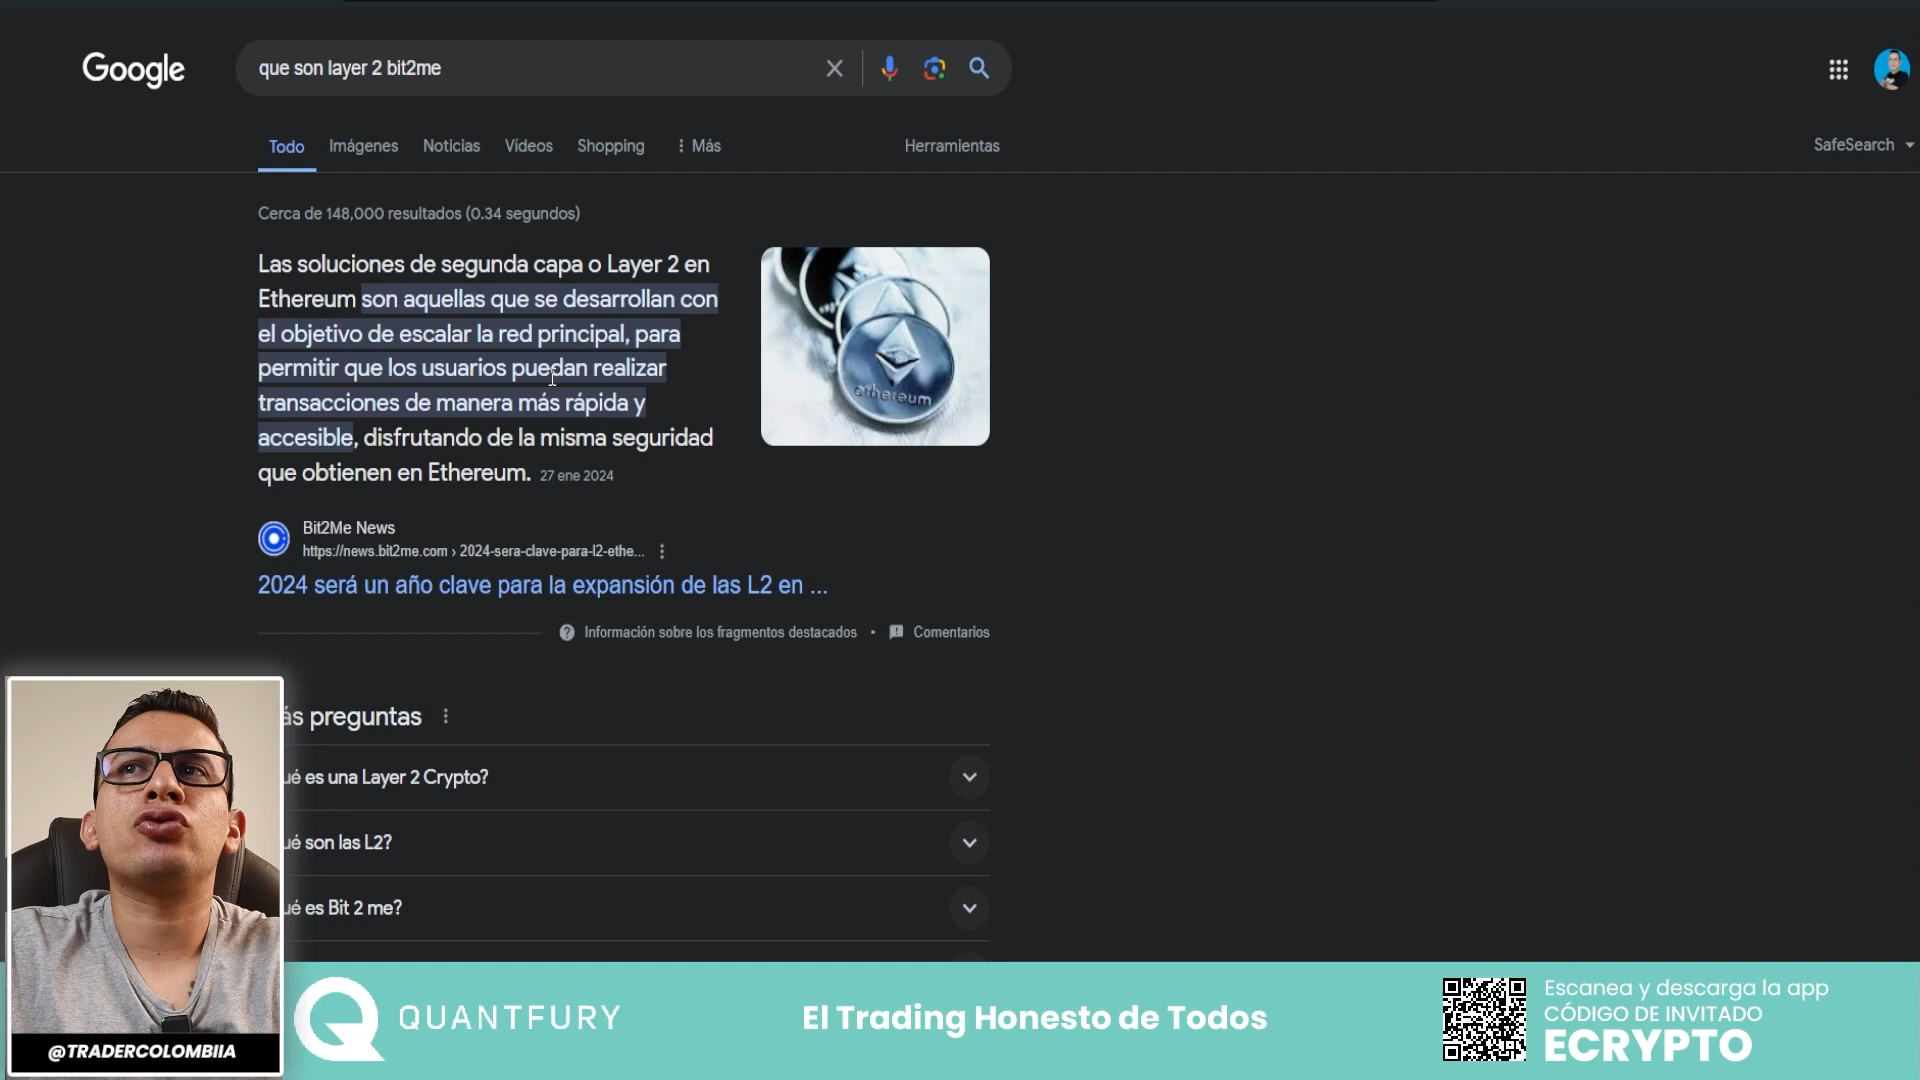 Google
que son layer 2 bit2me
Todo Imágenes Noticias Vídeos Shopping Más Herramientas SafeSearch
Cerca de 148,000 resultados (0.34 segundos)
Las soluciones de segunda capa o Layer 2 en
Ethereum son aquellas que se desarrollan con
el objetivo de escalar la red principal, para
permitir que los usuarios puedan realizar
transacciones de manera más rápida y
accesible, disfrutando de la misma seguridad
que obtienen en Ethereum. 27 ene 2024
ethereum
Bit2Me News
https://news.bit2me.com › 2024-sera-clave-para-l2-ethe...
2024 será un año clave para la expansión de las L2 en ...
Información sobre los fragmentos destacados • Comentarios
ás preguntas
ué es una Layer 2 Crypto?
ué son las L2?
ué es Bit 2 me?
@TRADERCOLOMBIIA
QUANTFURY
El Trading Honesto de Todos
Escanea y descarga la app
CÓDIGO DE INVITADO
ECRYPTO